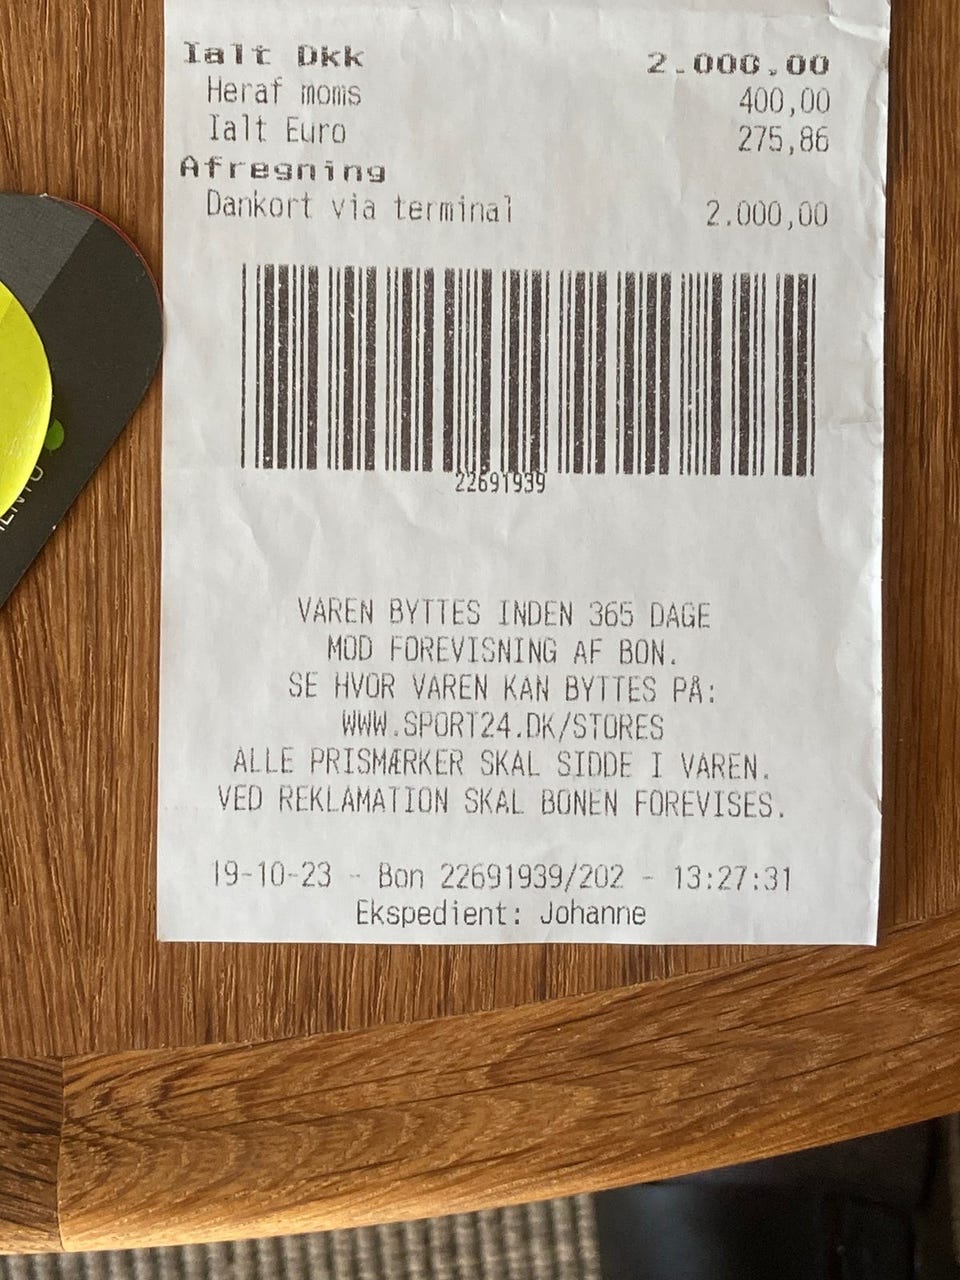 Ialt Dkk 2.000,00
Heraf moms 400,00
Ialt Euro 275,86
Afregning
Dankort via terminal 2.000,00
22691939
VAREN BYTTES INDEN 365 DAGE
MOD FOREVISNING AF BON.
SE HVOR VAREN KAN BYTTES PÅ:
WWW.SPORT24.DK/STORES
ALLE PRISMÆRKER SKAL SIDDE I VAREN.
VED REKLAMATION SKAL BONEN FOREVISES.
19-10-23 - Bon 22691939/202 - 13:27:31
Ekspedient: Johanne